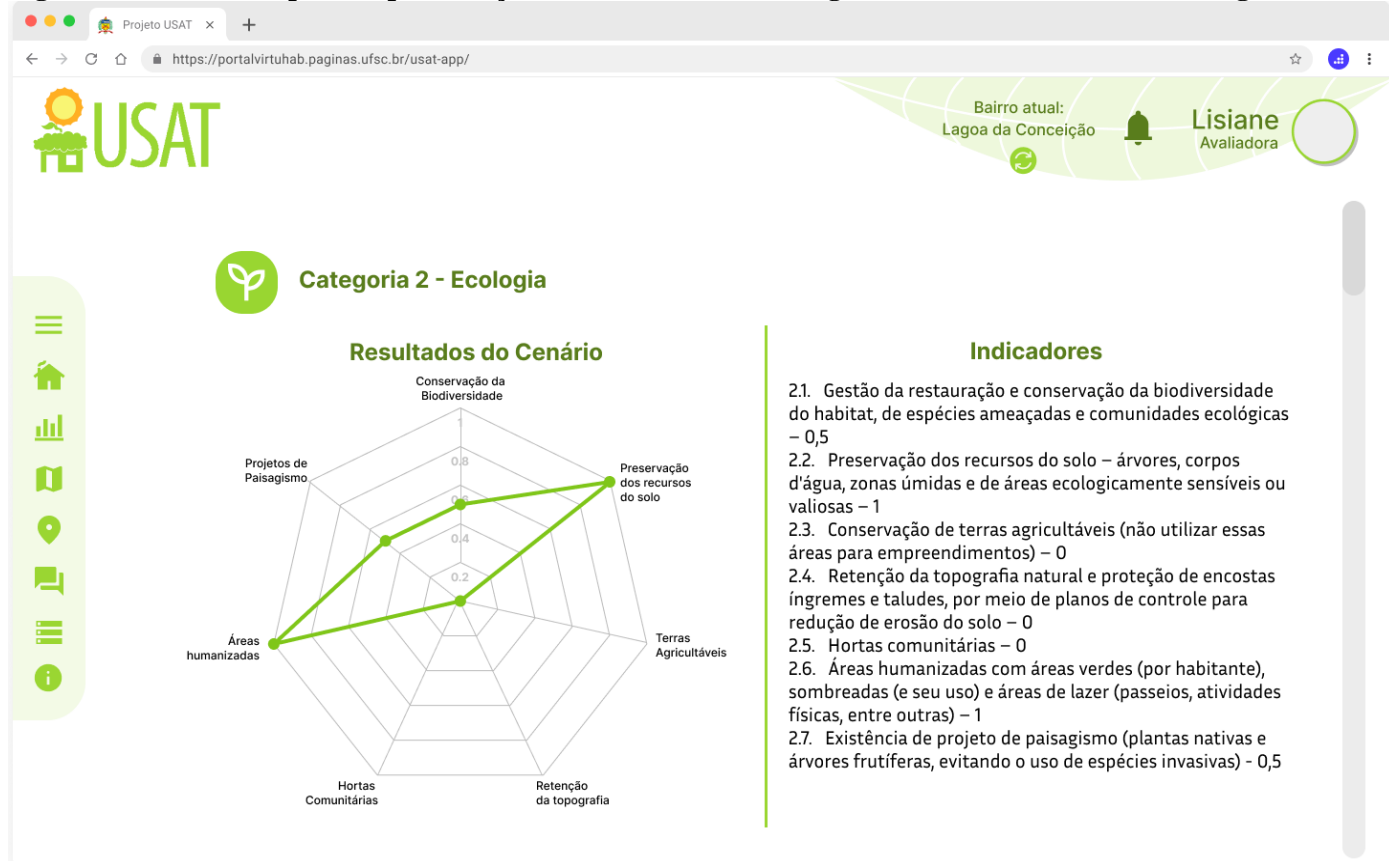 Projeto USAT
https://portalvirtuhab.paginas.ufsc.br/usat-app/
USAT
Bairro atual:
Lagoa da Conceição
Lisiane
Avaliadora
Categoria 2 - Ecologia
Resultados do Cenário
Conservação da
Biodiversidade
1
0.8
0.6
0.4
0.2
Preservação
dos recursos
do solo
Terras
Agricultáveis
Retenção
da topografia
Hortas
Comunitárias
Áreas
humanizadas
Projetos de
Paisagismo
Indicadores
2.1. Gestão da restauração e conservação da biodiversidade
do habitat, de espécies ameaçadas e comunidades ecológicas
– 0,5
2.2. Preservação dos recursos do solo – árvores, corpos
d'água, zonas úmidas e de áreas ecologicamente sensíveis ou
valiosas – 1
2.3. Conservação de terras agricultáveis (não utilizar essas
áreas para empreendimentos) – 0
2.4. Retenção da topografia natural e proteção de encostas
íngremes e taludes, por meio de planos de controle para
redução de erosão do solo – 0
2.5. Hortas comunitárias – 0
2.6. Áreas humanizadas com áreas verdes (por habitante),
sombreadas (e seu uso) e áreas de lazer (passeios, atividades
físicas, entre outras) – 1
2.7. Existência de projeto de paisagismo (plantas nativas e
árvores frutíferas, evitando o uso de espécies invasivas) - 0,5